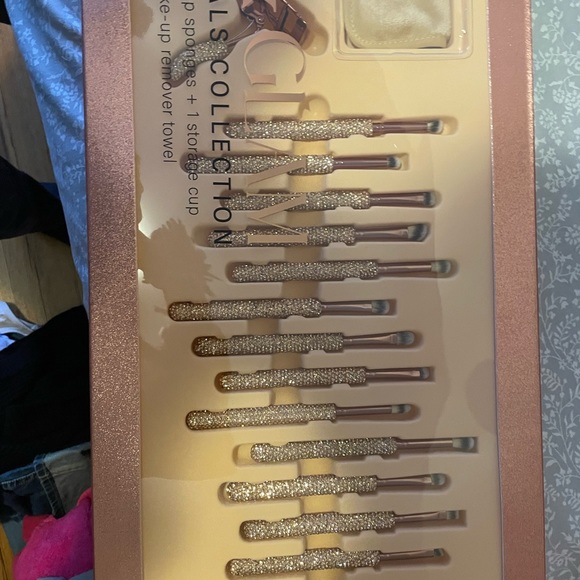 GLAM
ALS COLLECTION
p sponges + 1 storage cup
ke-up remover towel